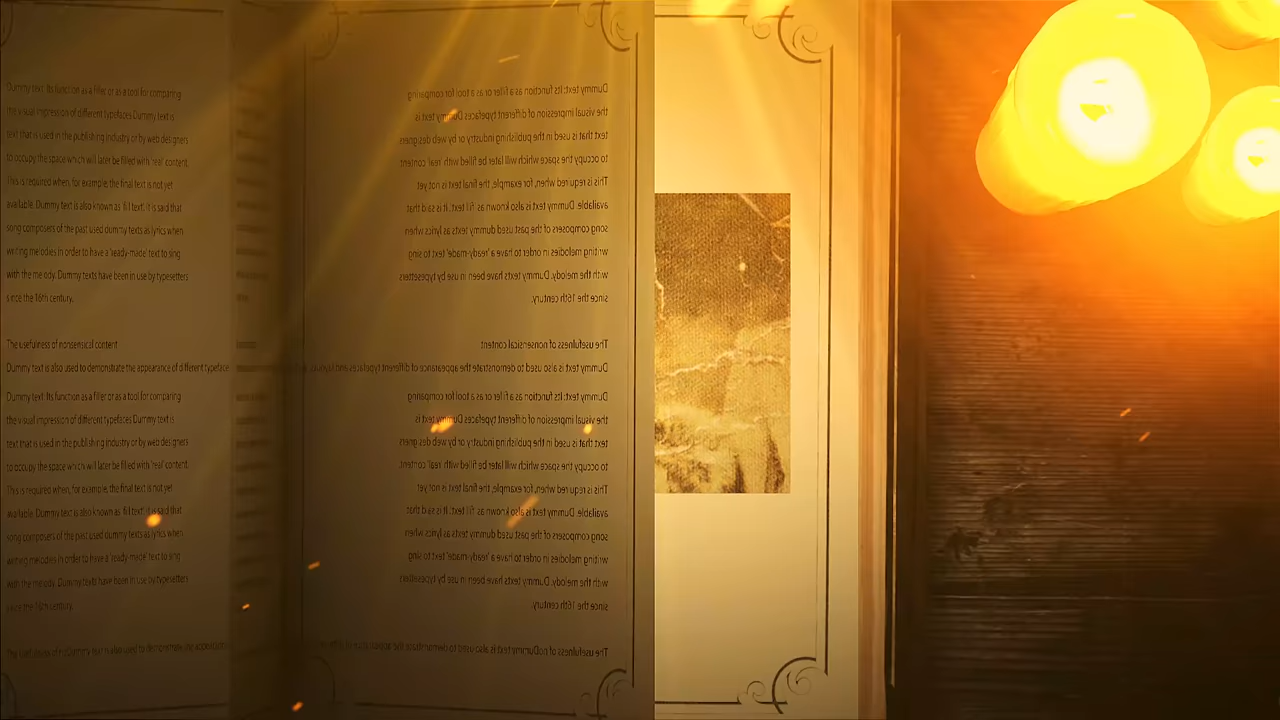 Dummy text: Its function as a filler or as a tool for comparing
the visual impression of different typefaces Dummy text is
text that is used in the publishing industry or by web designers
to occupy the space which will later be filled with 'real' content.
This is required when, for example, the final text is not yet
available. Dummy text is also known as 'fill text'. It is said that
song composers of the past used dummy texts as lyrics when
writing melodies in order to have a 'ready-made' text to sing
with the melody. Dummy texts have been in use by typesetters
since the 16th century.
The usefulness of nonsensical content
Dummy text is also used to demonstrate the appearance of different typeface
Dummy text: Its function as a filler or as a tool for comparing
the visual impression of different typefaces Dummy text is
text that is used in the publishing industry or by web designers
to occupy the space which will later be filled with 'real' content.
This is required when, for example, the final text is not yet
available. Dummy text is also known as 'fill text'. It is said that
song composers of the past used dummy texts as lyrics when
writing melodies in order to have a 'ready-made' text to sing
with the melody. Dummy texts have been in use by typesetters
since the 16th century.
Dummy text: Its function as a filler or as a tool for comparing
the visual impression of different typefaces Dummy text is
text that is used in the publishing industry or by web designers
to occupy the space which will later be filled with 'real' content.
This is required when, for example, the final text is not yet
available. Dummy text is also known as 'fill text'. It is said that
song composers of the past used dummy texts as lyrics when
writing melodies in order to have a 'ready-made' text to sing
with the melody. Dummy texts have been in use by typesetters
since the 16th century.
The usefulness of nonsensical content
Dummy text is also used to demonstrate the appearance of different typefaces and
Dummy text: Its function as a filler or as a tool for comparing
the visual impression of different typefaces Dummy text is
text that is used in the publishing industry or by web designers
to occupy the space which will later be filled with 'real' content.
This is required when, for example, the final text is not yet
available. Dummy text is also known as 'fill text'. It is said that
song composers of the past used dummy texts as lyrics when
writing melodies in order to have a 'ready-made' text to sing
with the melody. Dummy texts have been in use by typesetters
since the 16th century.
The usefulness of noDummy text is also used to demonstrate the